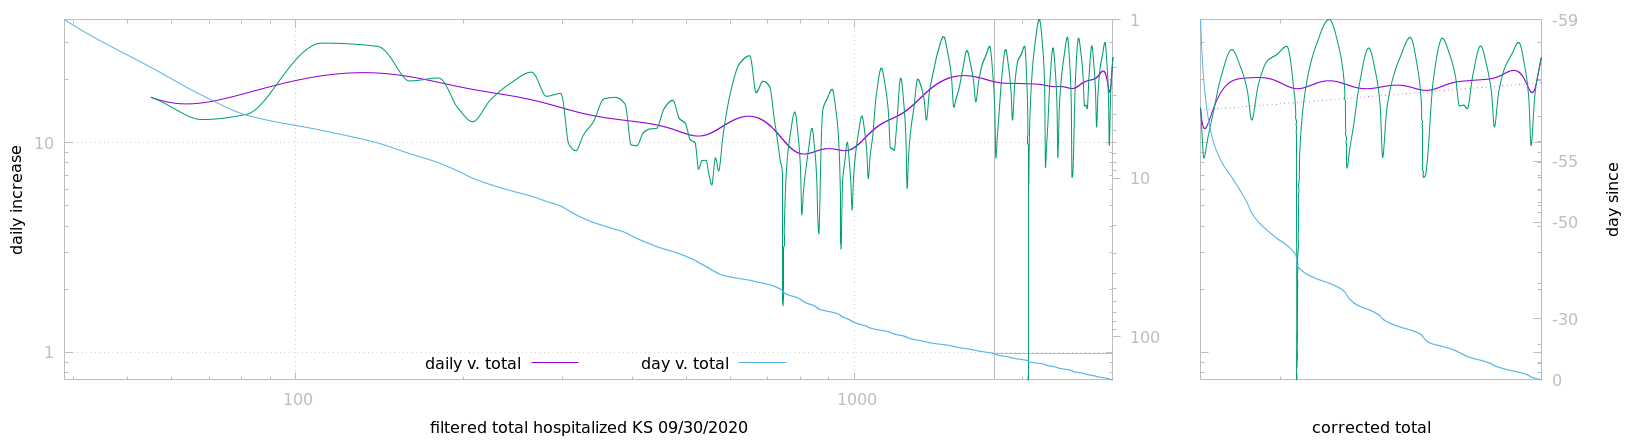 daily increase
10
1
100
1000
1
10
100
daily v. total
day v. total
filtered total hospitalized KS 09/30/2020
-59
-55
-50
-30
0
day since
corrected total